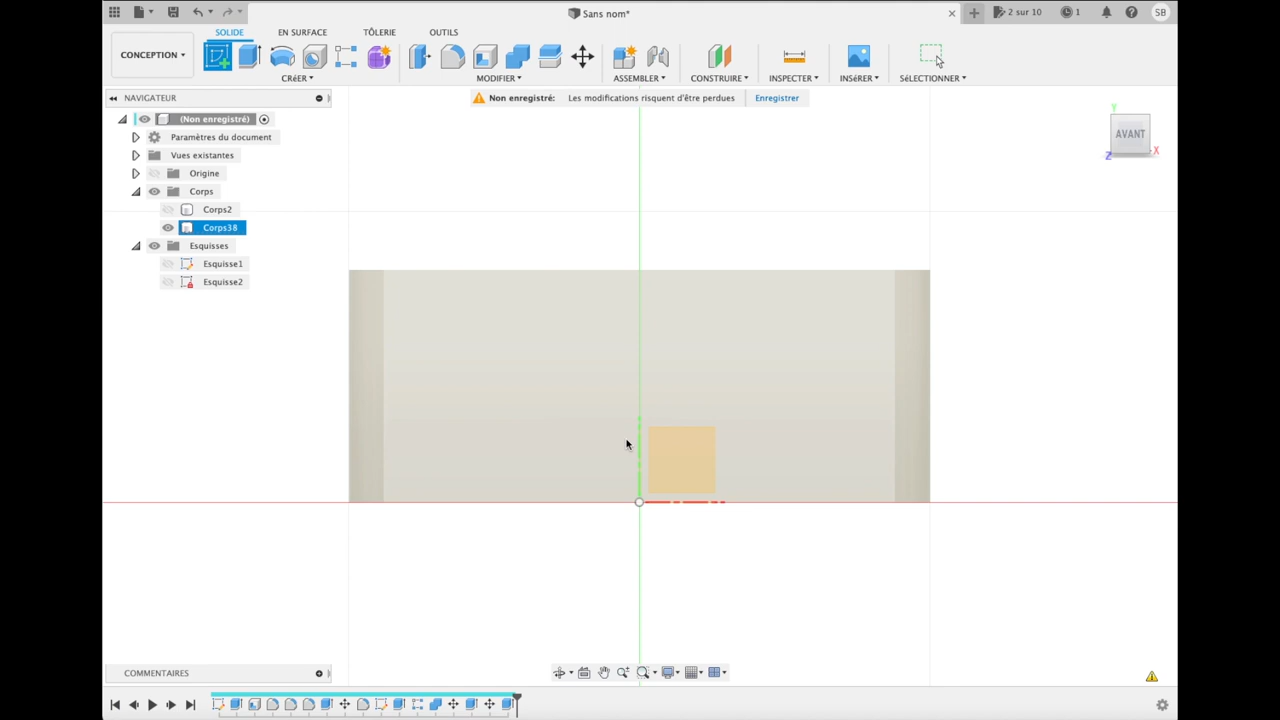 Sans nom*
2 sur 10
1
SB
CONCEPTION
SOLIDE
EN SURFACE
TÔLERIE
OUTILS
CRéER
MODIFIER
ASSEMBLER
CONSTRUIRE
INSPECTER
INSÉRER
SéLECTIONNER
NAVIGATEUR
Non enregistré: Les modifications risquent d'être perdues Enregistrer
(Non enregistré)
Paramètres du document
Vues existantes
Origine
Corps
Corps2
Corps38
Esquisses
Esquisse1
Esquisse2
Y
AVANT
Z
X
COMMENTAIRES